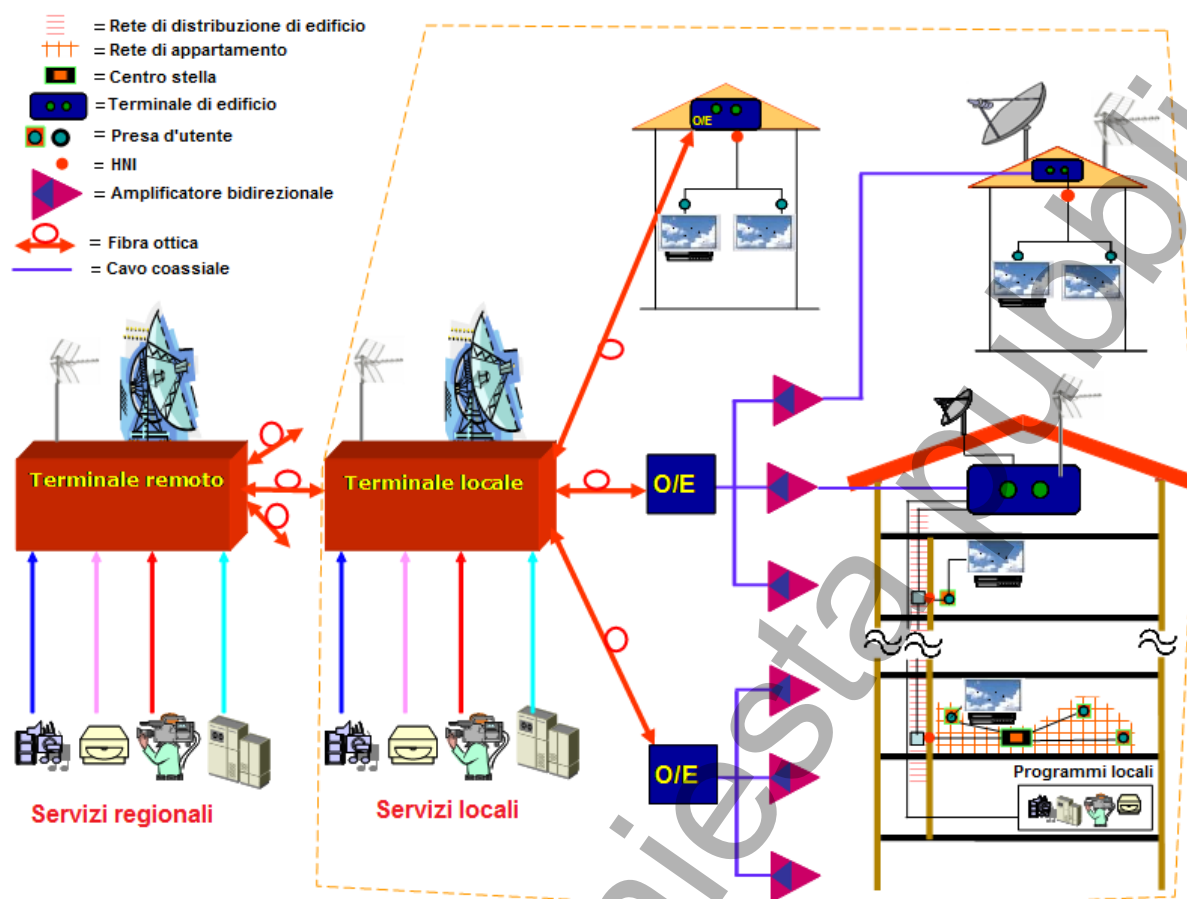 = Rete di distribuzione di edificio
= Rete di appartamento
= Centro stella
= Terminale di edificio
= Presa d'utente
= HNI
= Amplificatore bidirezionale
= Fibra ottica
= Cavo coassiale
O/E
Terminale remoto
Terminale locale
O/E
O/E
Programmi locali
Servizi regionali
Servizi locali